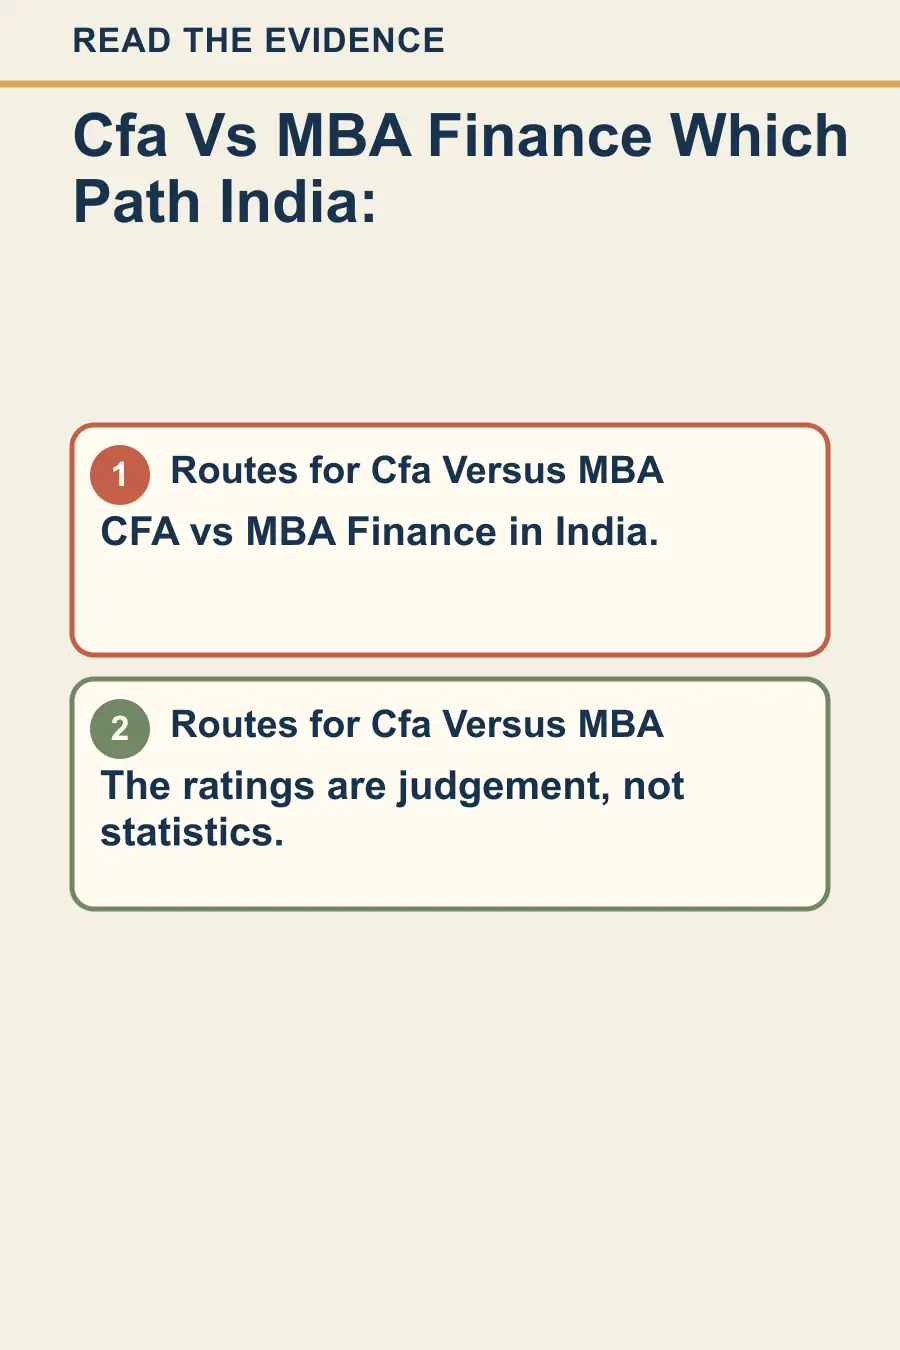 READ THE EVIDENCE
Cfa Vs MBA Finance Which
Path India:
1 Routes for Cfa Versus MBA
CFA vs MBA Finance in India.
2 Routes for Cfa Versus MBA
The ratings are judgement, not
statistics.